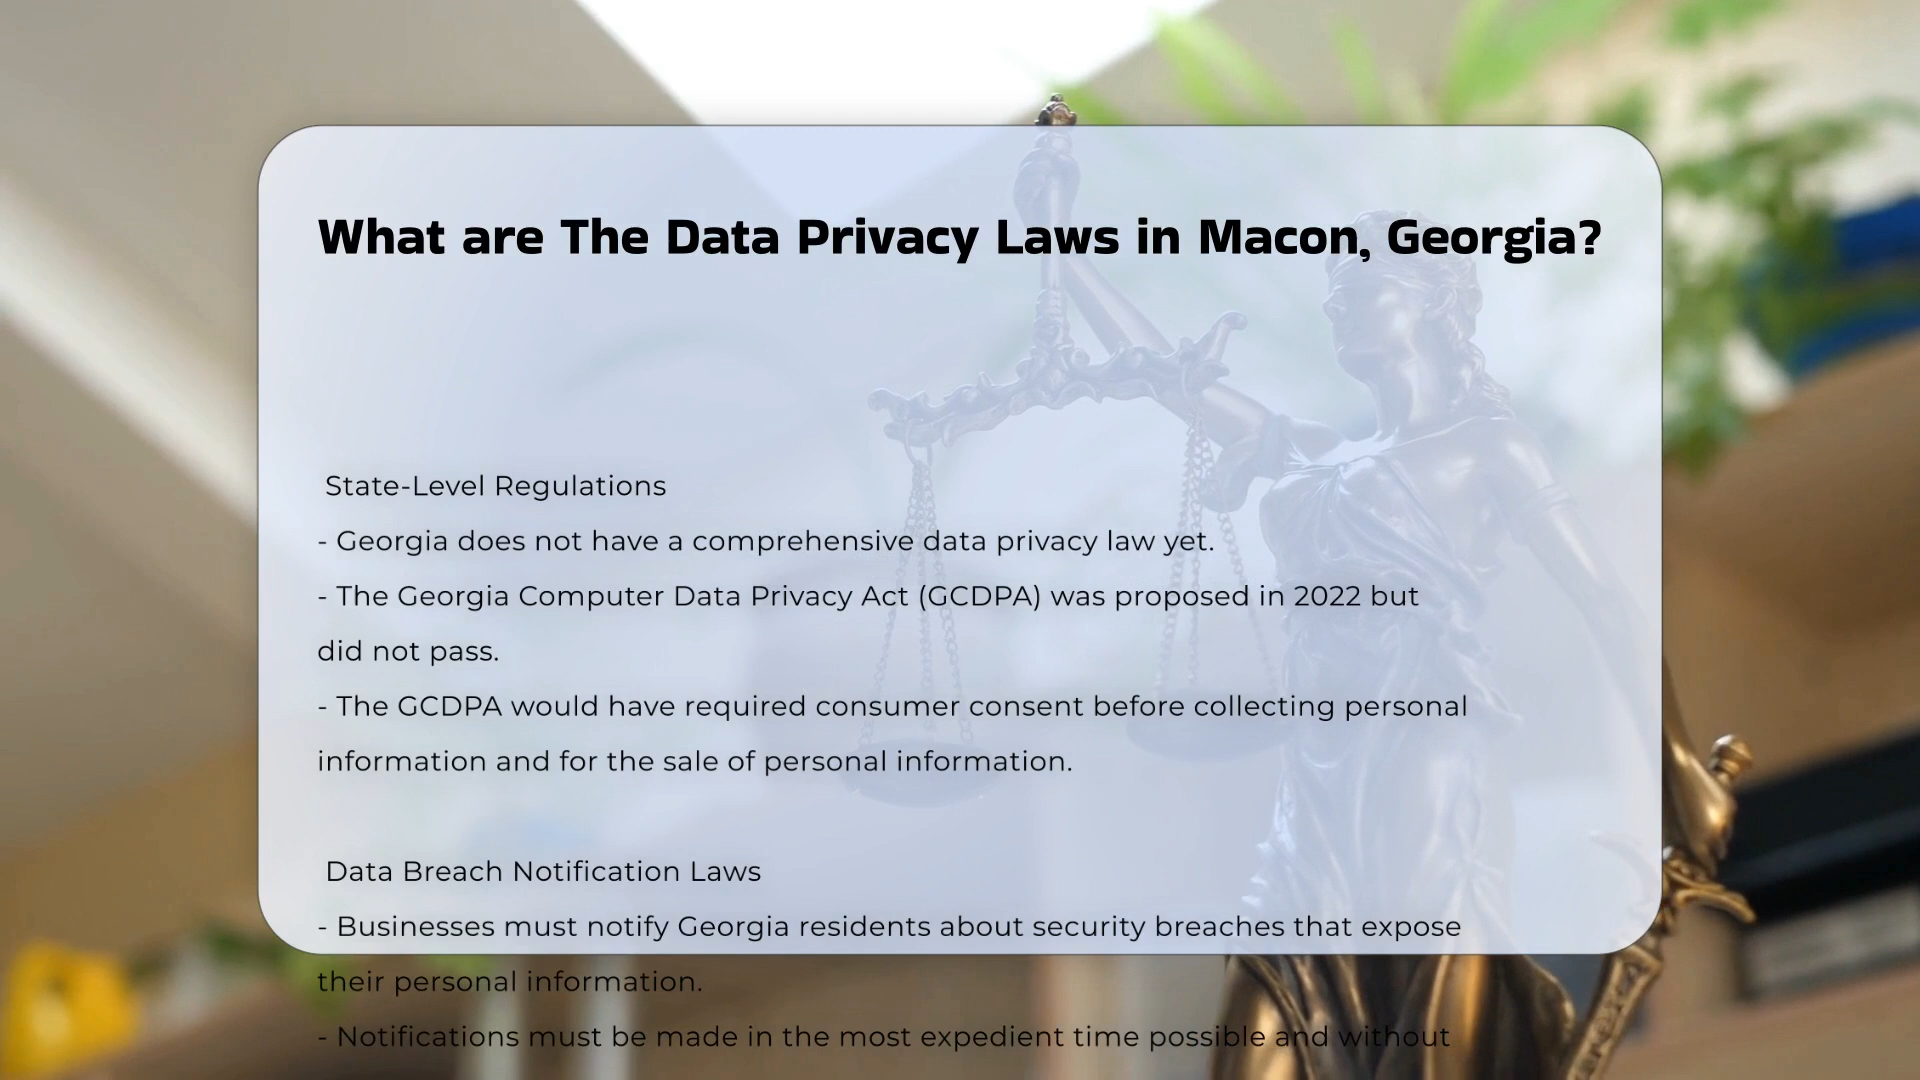 What are The Data Privacy Laws in Macon, Georgia?
State-Level Regulations
- Georgia does not have a comprehensive data privacy law yet.
- The Georgia Computer Data Privacy Act (GCDPA) was proposed in 2022 but
did not pass.
- The GCDPA would have required consumer consent before collecting personal
information and for the sale of personal information.
Data Breach Notification Laws
- Businesses must notify Georgia residents about security breaches that expose
their personal information.
- Notifications must be made in the most expedient time possible and without